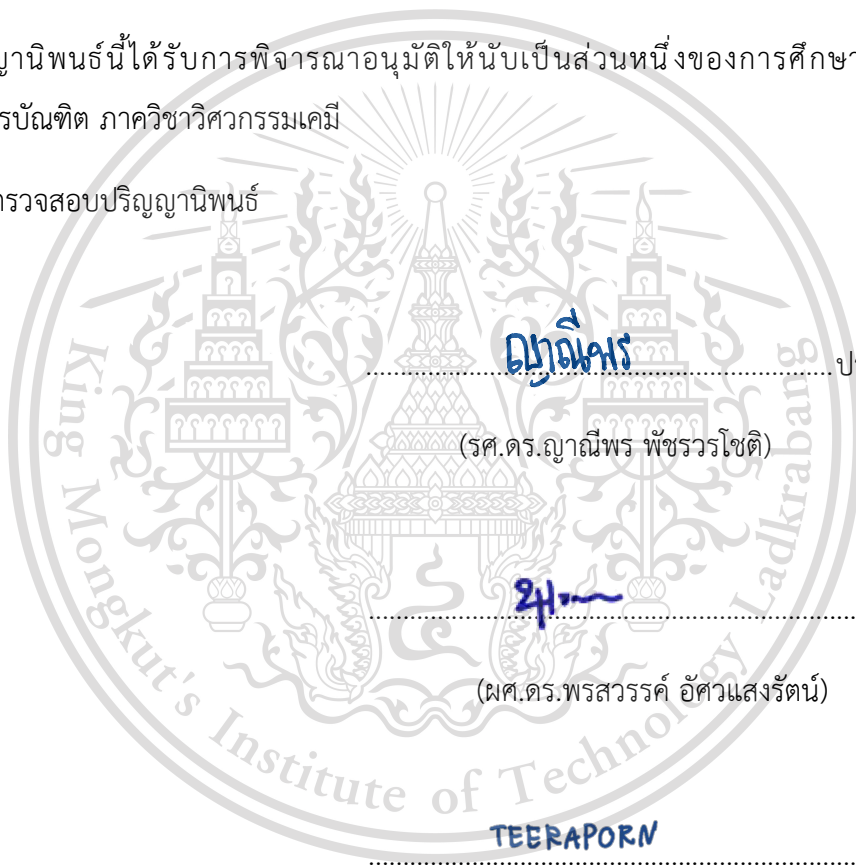 ญานิพนธ์นี้ได้รับการพิจารณาอนุมัติให้นับเป็นส่วนหนึ่งของการศึกษา
รบัณฑิต ภาควิชาวิศวกรรมเคมี
ตรวจสอบปริญญานิพนธ์
ญาณีพร
(รศ.ดร.ญาณีพร พัชรวรโชติ)
(ผศ.ดร.พรสวรรค์ อัศวแสงรัตน์)
TEERAPORN
King Mongkut's Institute of Technology Ladkrabang